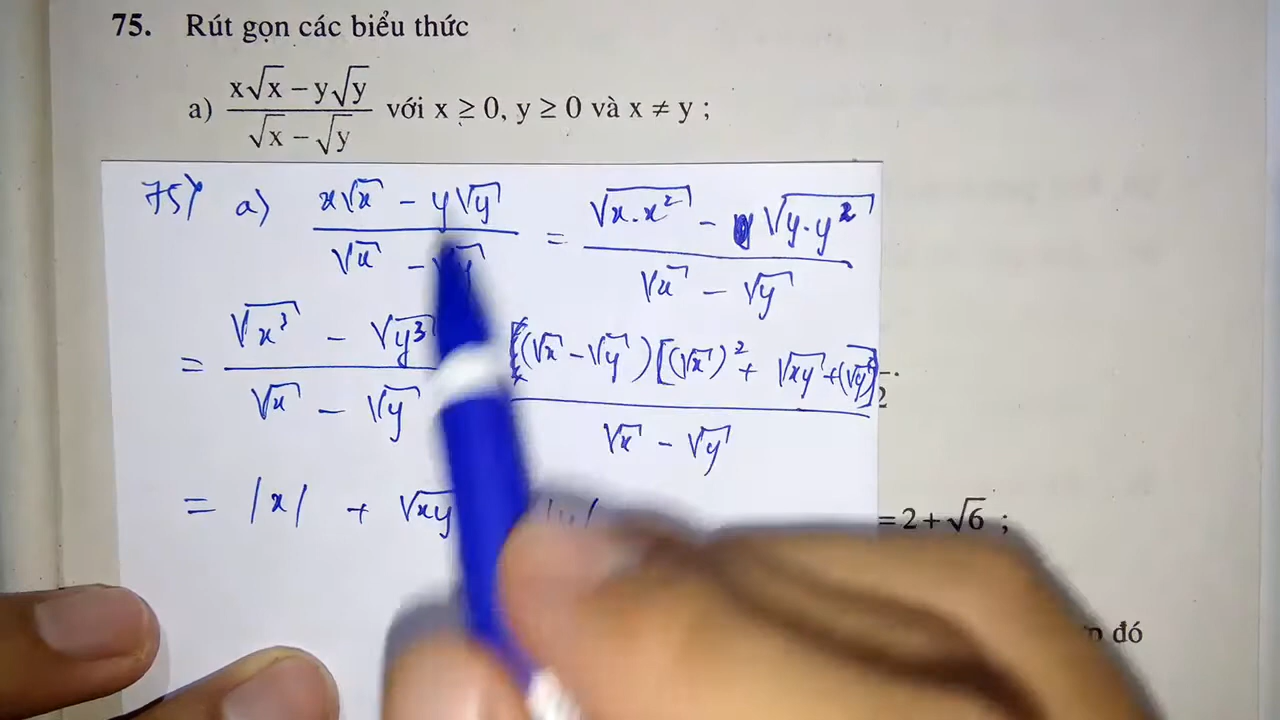 75. Rút gọn các biểu thức
a) (x√x − y√y)/(√x − √y) với x ≥ 0, y ≥ 0 và x ≠ y ;
75) a) (x√x − y√y)/(√x − √y) = (√(x.x²) − √(y.y²))/(√x − √y)
= (√(x³) − √(y³))/(√x − √y) ((√x − √y)[(√x)² + √xy + (√y)²])/(√x − √y)
= |x| + √xy |y|
= 2 + √6 ;
đó